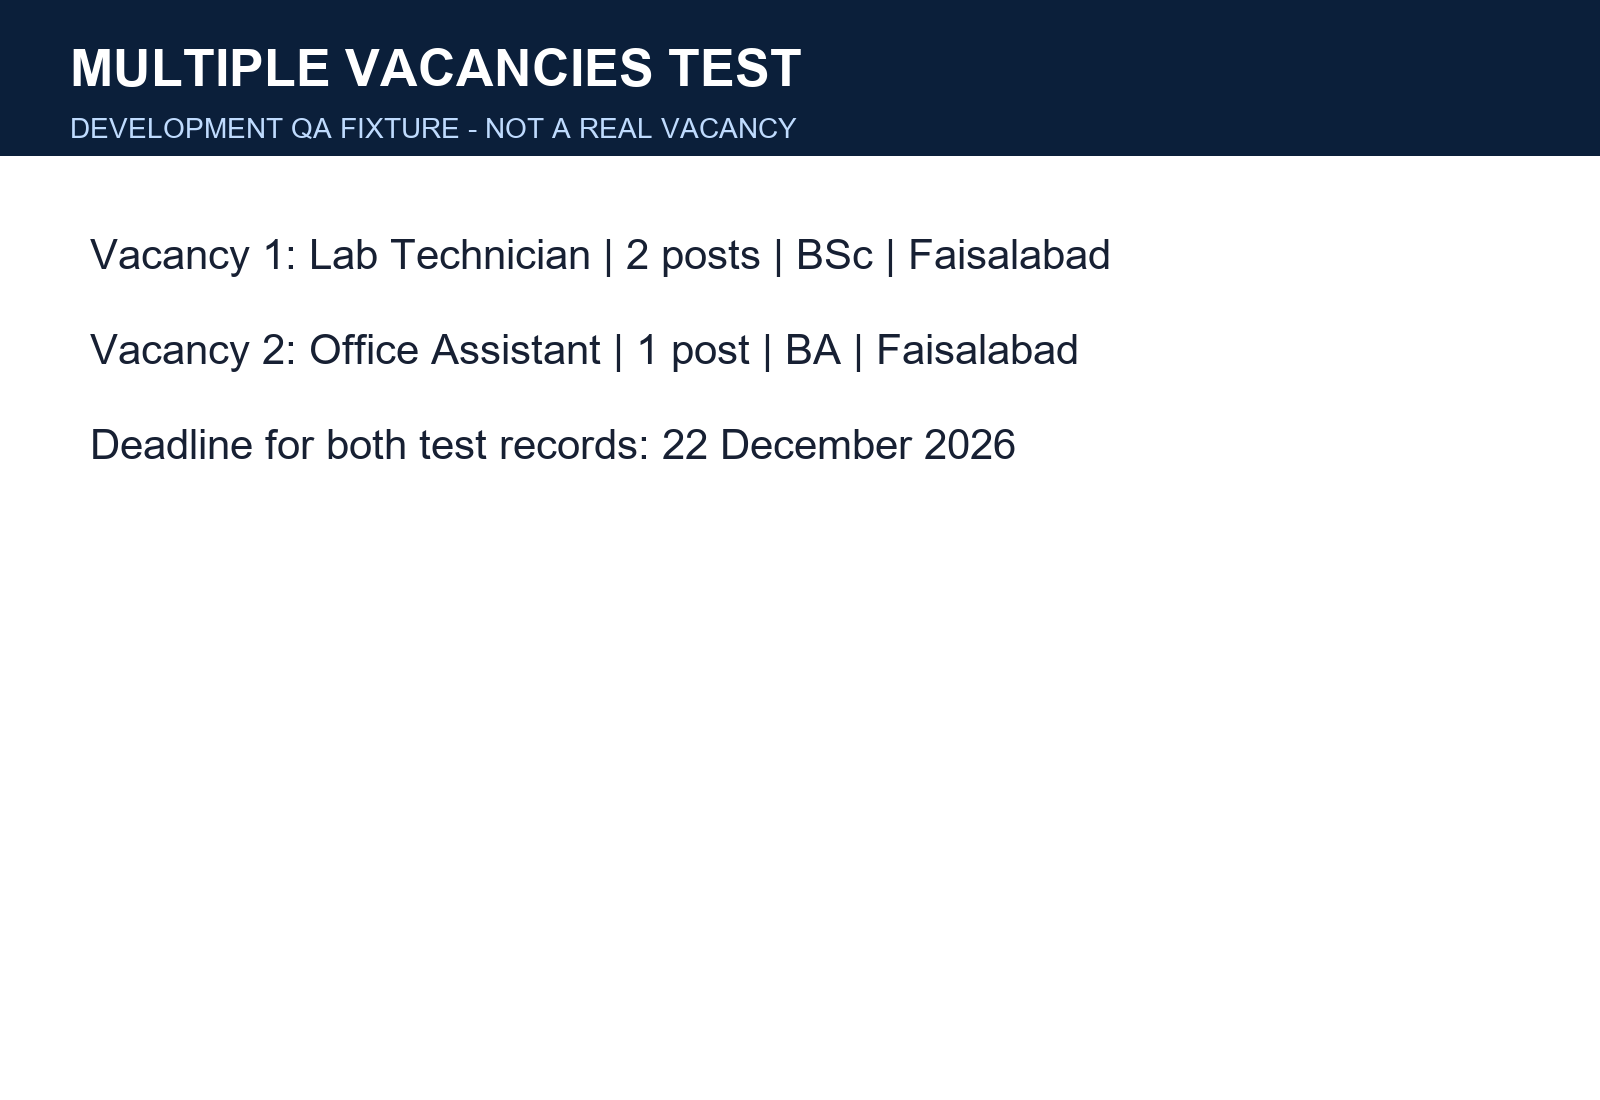 MULTIPLE VACANCIES TEST
DEVELOPMENT QA FIXTURE - NOT A REAL VACANCY
Vacancy 1: Lab Technician | 2 posts | BSc | Faisalabad
Vacancy 2: Office Assistant | 1 post | BA | Faisalabad
Deadline for both test records: 22 December 2026